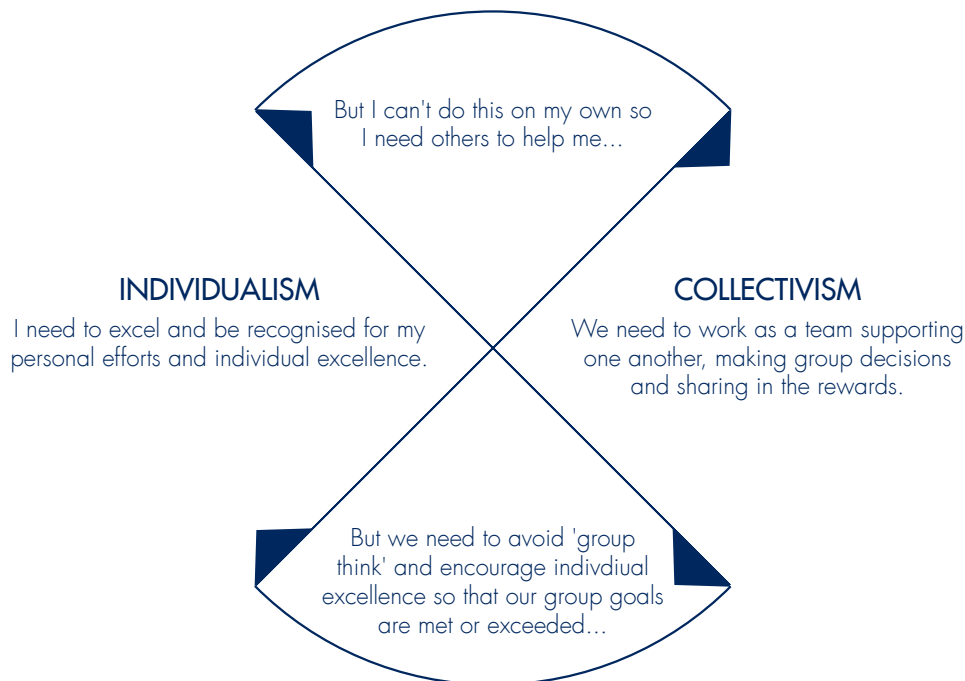 But I can't do this on my own so
I need others to help me...
INDIVIDUALISM
I need to excel and be recognised for my
personal efforts and individual excellence.
COLLECTIVISM
We need to work as a team supporting
one another, making group decisions
and sharing in the rewards.
But we need to avoid 'group
think' and encourage indivdiual
excellence so that our group goals
are met or exceeded...